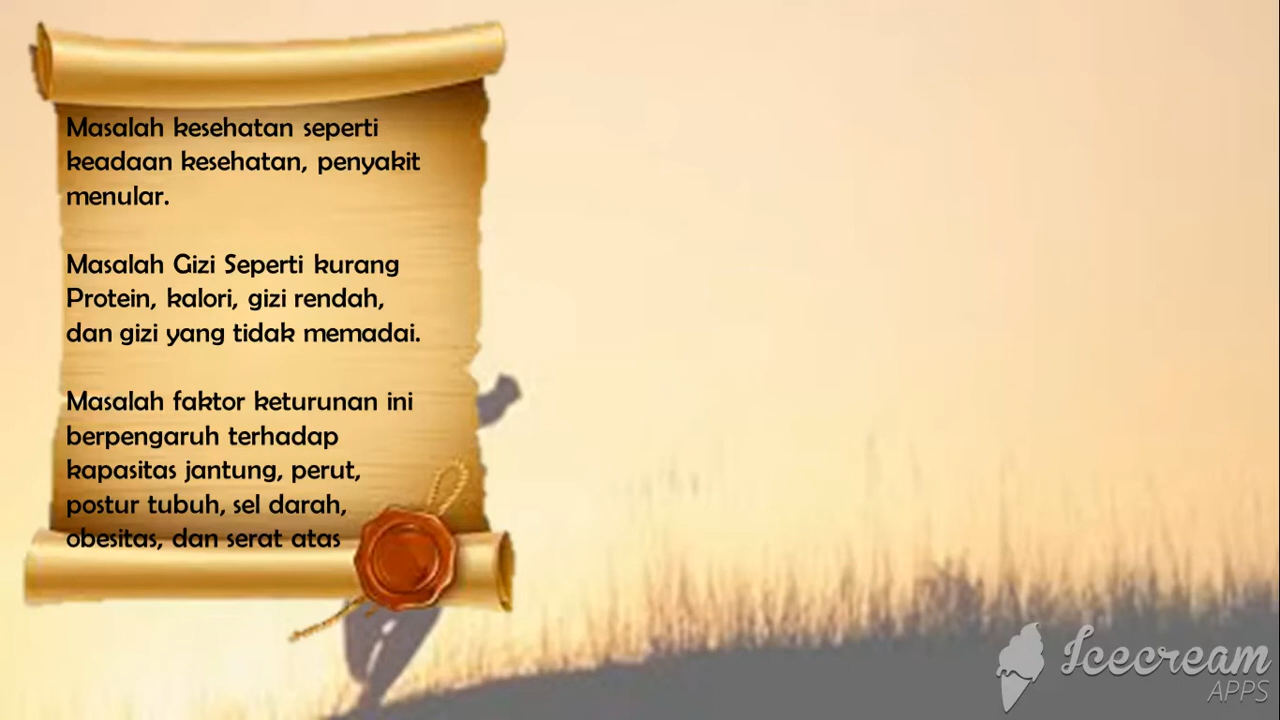 Masalah kesehatan seperti
keadaan kesehatan, penyakit
menular.
Masalah Gizi Seperti kurang
Protein, kalori, gizi rendah,
dan gizi yang tidak memadai.
Masalah faktor keturunan ini
berpengaruh terhadap
kapasitas jantung, perut,
postur tubuh, sel darah,
obesitas, dan serat atas
Icecream
APPS